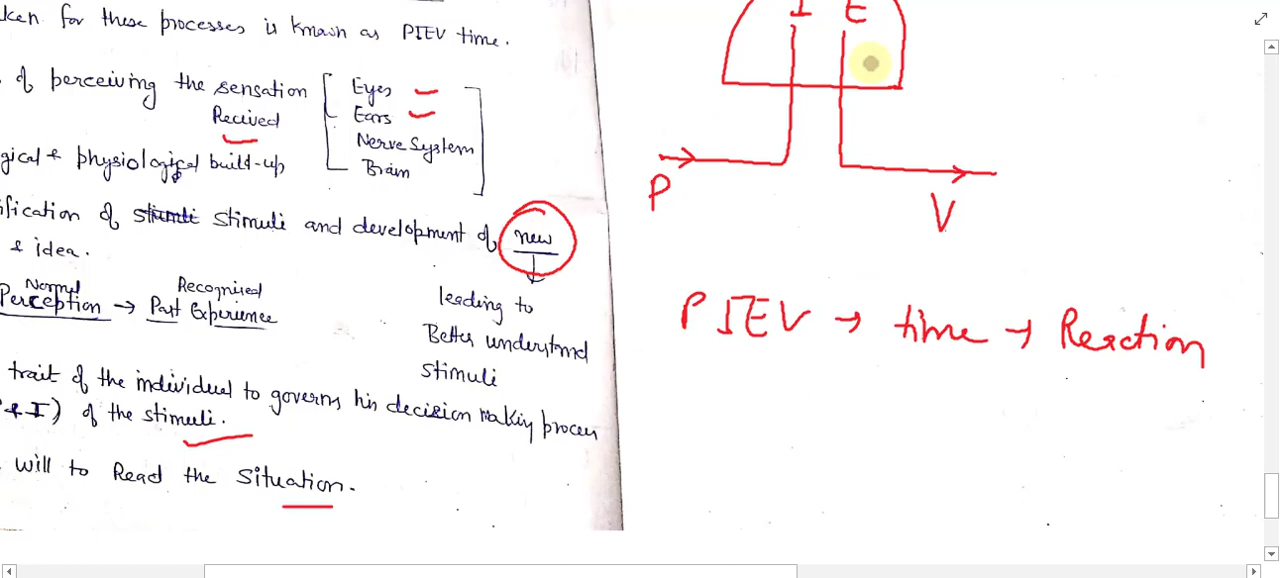 ken for these processes is known as PIEV time.
of perceiving the sensation
Recived
Eyes
Ears
Nerve System
Brain
gical & physiological build-up
ification of stimuli and development of new
& idea.
Normal
Perception → Past Experience
Recognised
leading to
Better understand
stimuli
trait of the individual to governs his decision making process
& I) of the stimuli.
will to Read the situation.
I E
P
V
PIEV → time → Reaction